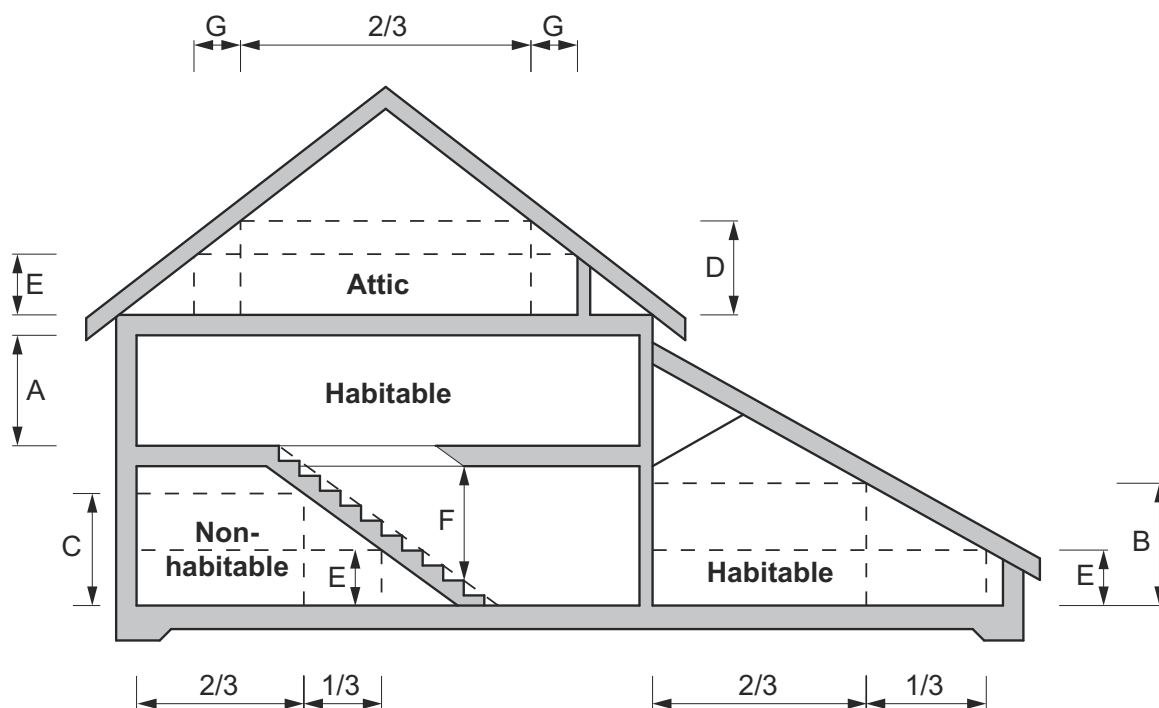 G 2/3 G
D
E
Attic
A
Habitable
F
B
C
Non-
habitable
E
Habitable
E
2/3 1/3 2/3 1/3